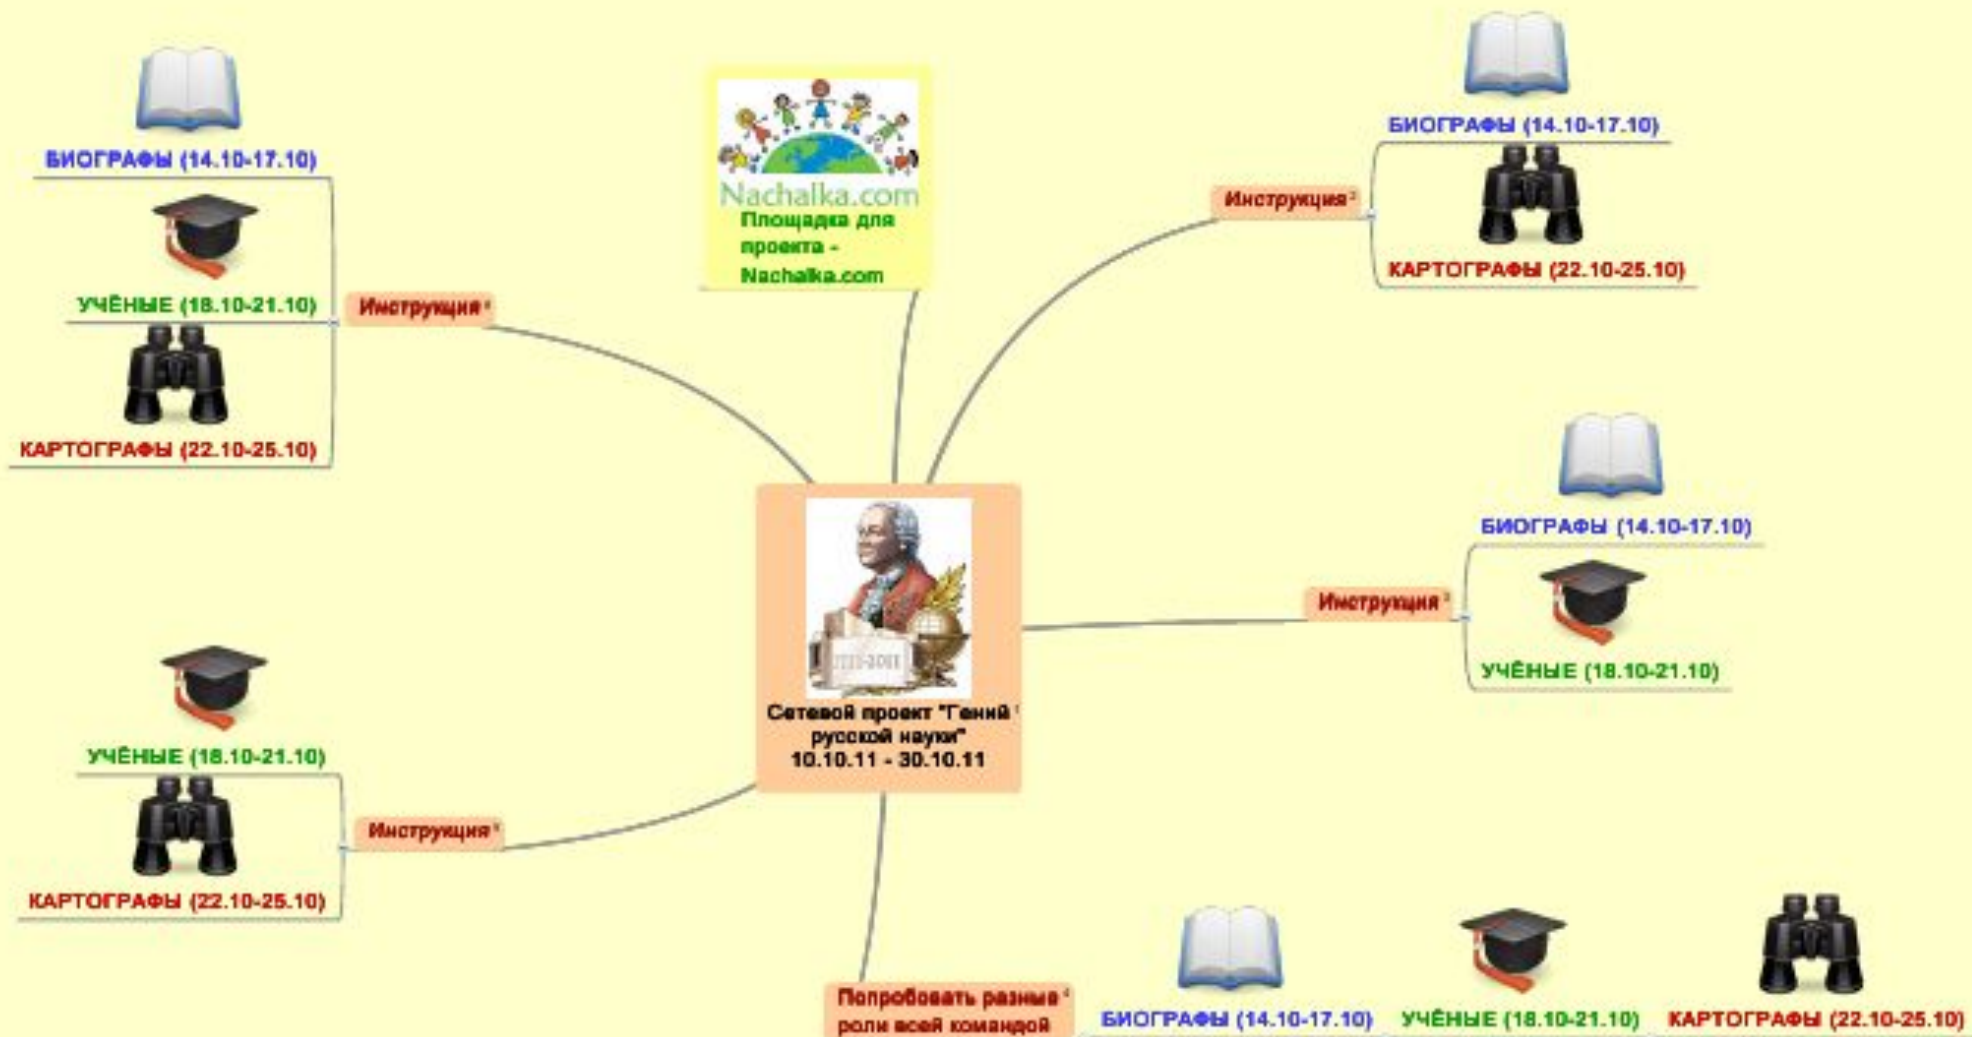 БИОГРАФЫ (14.10-17.10)
УЧЁНЫЕ (18.10-21.10)
КАРТОГРАФЫ (22.10-25.10)
Инструкция
Nachalka.com
Площадка для
проекта -
Nachalka.com
Инструкция
БИОГРАФЫ (14.10-17.10)
КАРТОГРАФЫ (22.10-25.10)
Инструкция
БИОГРАФЫ (14.10-17.10)
УЧЁНЫЕ (18.10-21.10)
Сетевой проект "Гений
русской науки"
10.10.11 - 30.10.11
УЧЁНЫЕ (18.10-21.10)
КАРТОГРАФЫ (22.10-25.10)
Инструкция
Попробовать разные
роли всей командой
БИОГРАФЫ (14.10-17.10)
УЧЁНЫЕ (18.10-21.10)
КАРТОГРАФЫ (22.10-25.10)